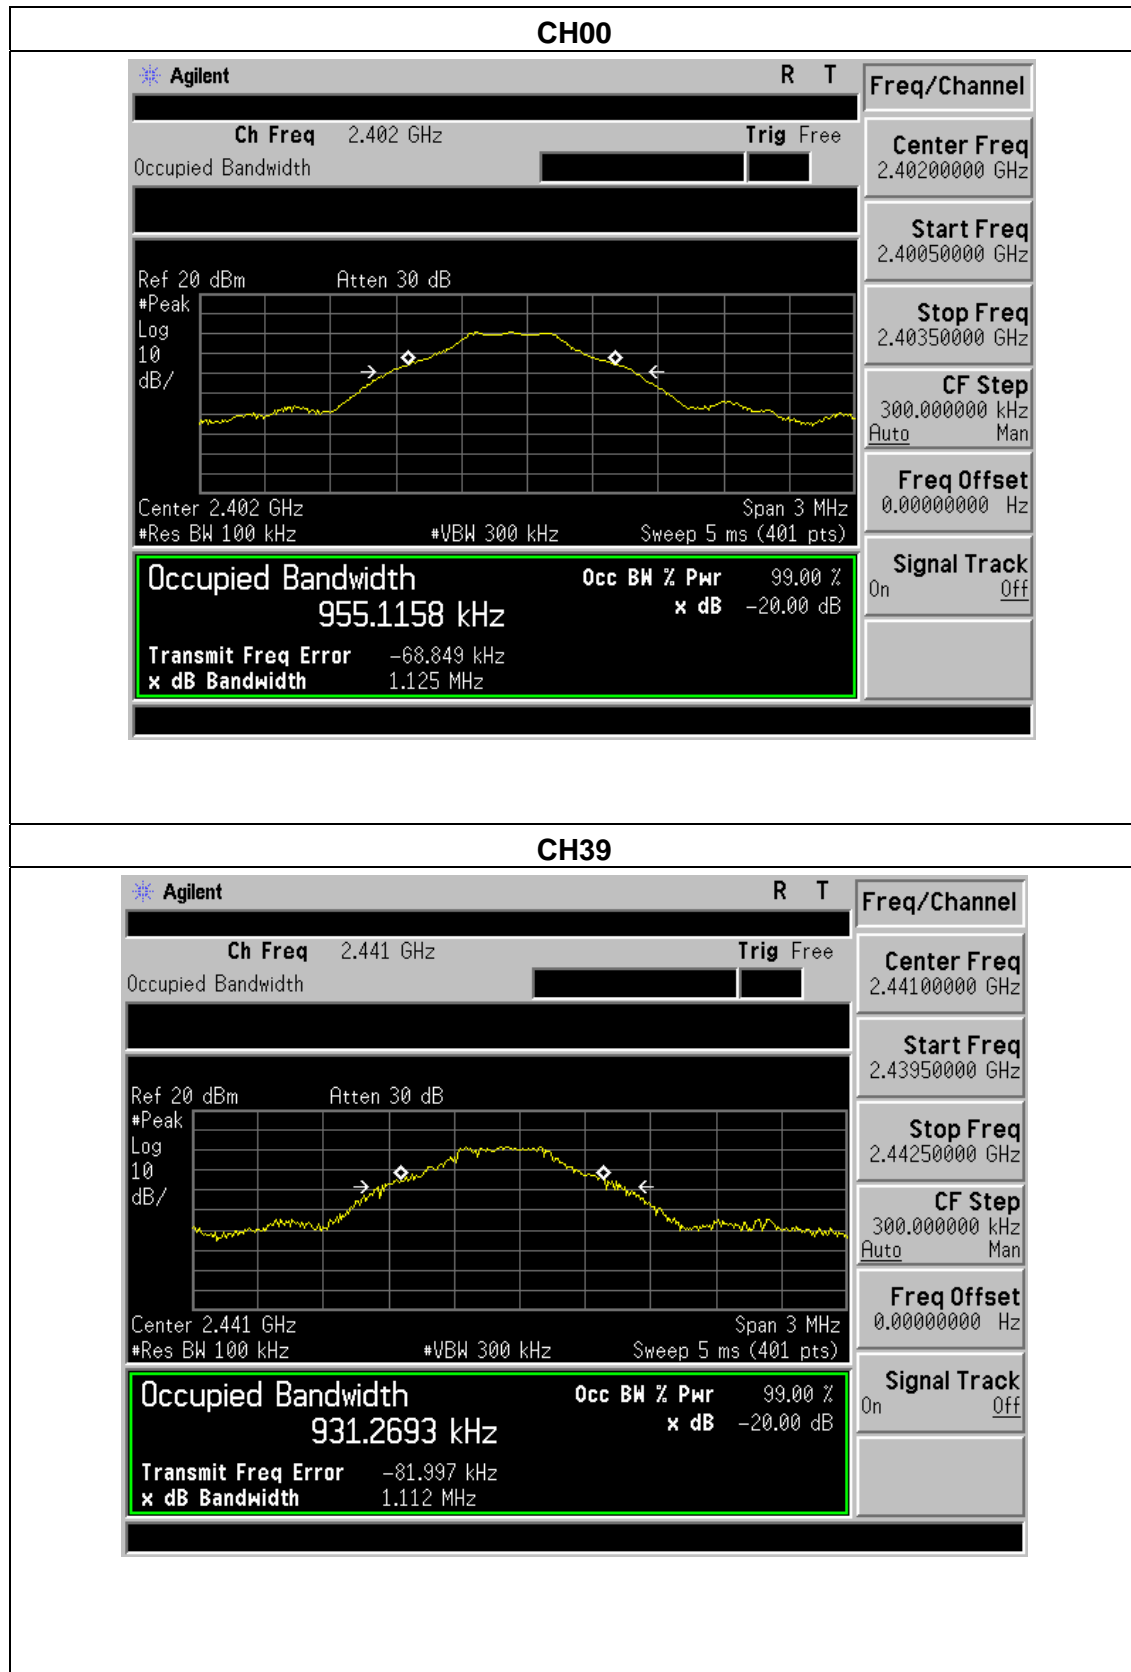 CH00
Agilent R T
Freq/Channel
Ch Freq 2.402 GHz Trig Free
Occupied Bandwidth
Center Freq
2.40200000 GHz
Start Freq
2.40050000 GHz
Stop Freq
2.40350000 GHz
CF Step
300.000000 kHz
Auto Man
Freq Offset
0.00000000 Hz
Signal Track
On Off
Ref 20 dBm Atten 30 dB
#Peak
Log
10
dB/
Center 2.402 GHz Span 3 MHz
#Res BW 100 kHz #VBW 300 kHz Sweep 5 ms (401 pts)
Occupied Bandwidth Occ BW % Pwr 99.00 %
955.1158 kHz x dB -20.00 dB
Transmit Freq Error -68.849 kHz
x dB Bandwidth 1.125 MHz
CH39
Agilent R T
Freq/Channel
Ch Freq 2.441 GHz Trig Free
Occupied Bandwidth
Center Freq
2.44100000 GHz
Start Freq
2.43950000 GHz
Stop Freq
2.44250000 GHz
CF Step
300.000000 kHz
Auto Man
Freq Offset
0.00000000 Hz
Signal Track
On Off
Ref 20 dBm Atten 30 dB
#Peak
Log
10
dB/
Center 2.441 GHz Span 3 MHz
#Res BW 100 kHz #VBW 300 kHz Sweep 5 ms (401 pts)
Occupied Bandwidth Occ BW % Pwr 99.00 %
931.2693 kHz x dB -20.00 dB
Transmit Freq Error -81.997 kHz
x dB Bandwidth 1.112 MHz